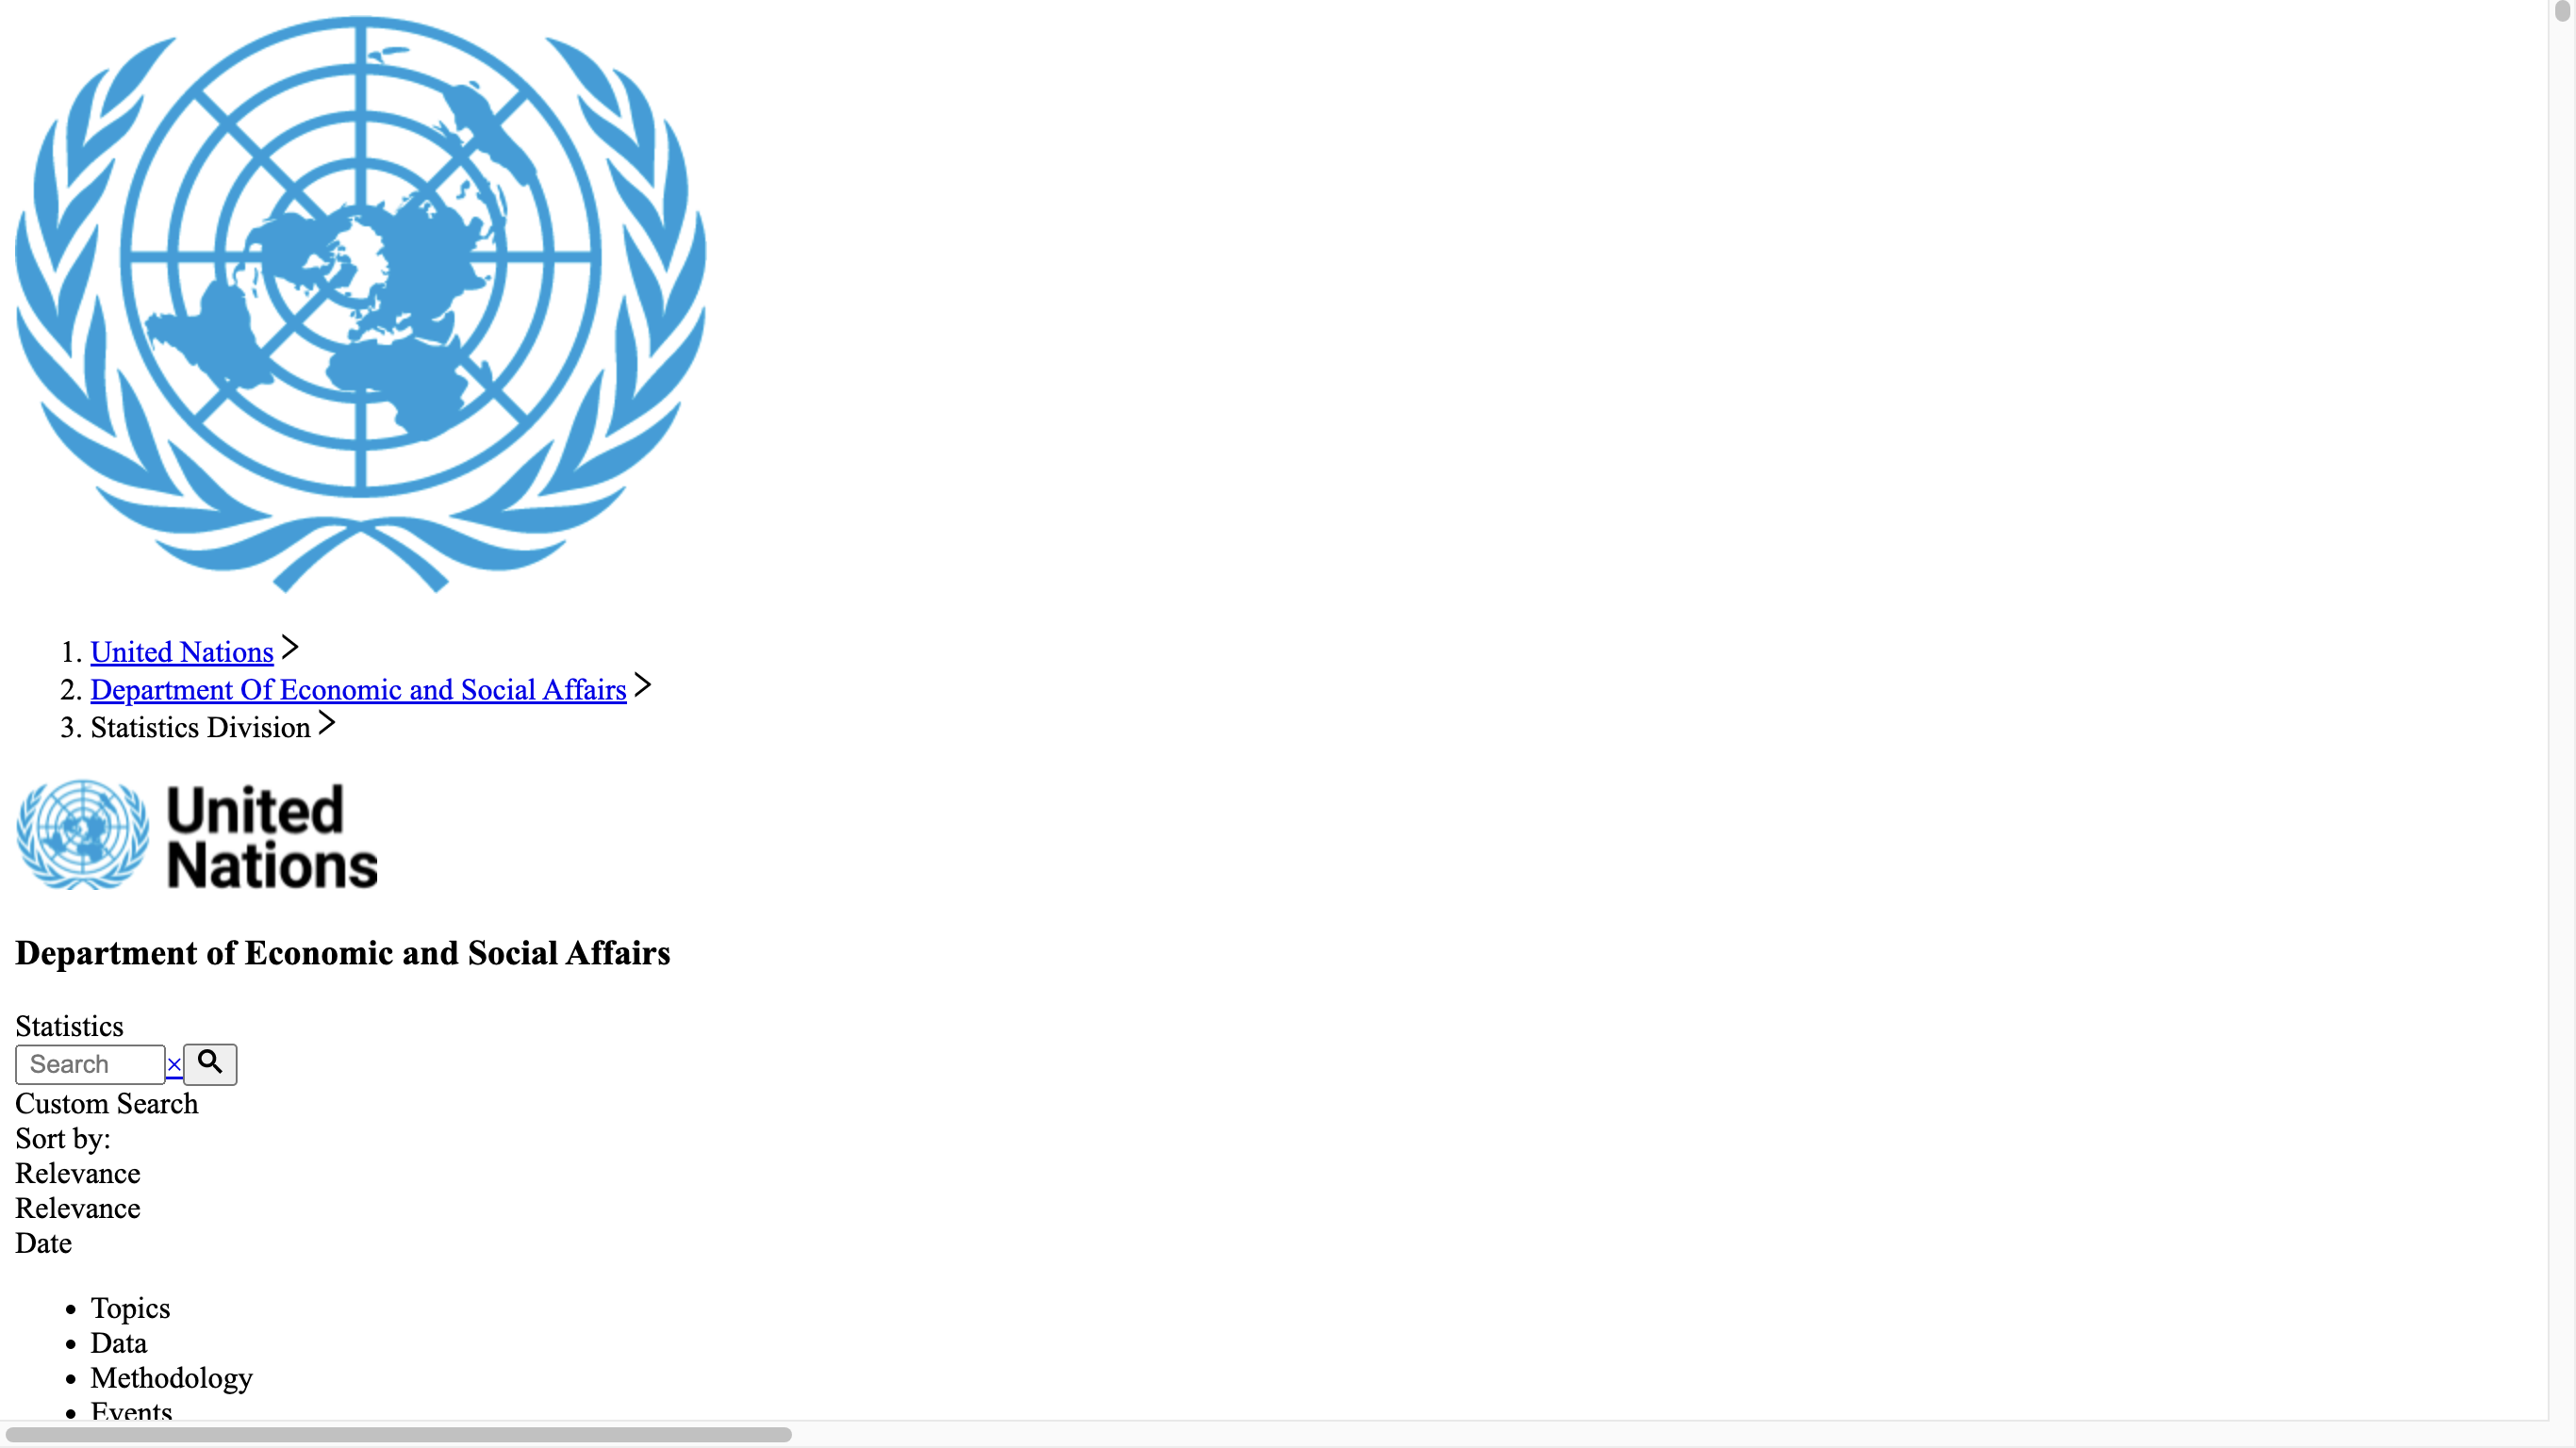 1. United Nations
2. Department Of Economic and Social Affairs
3. Statistics Division
United
Nations
Department of Economic and Social Affairs
Statistics
Search ×
Custom Search
Sort by:
Relevance
Relevance
Date
• Topics
• Data
• Methodology
• Events